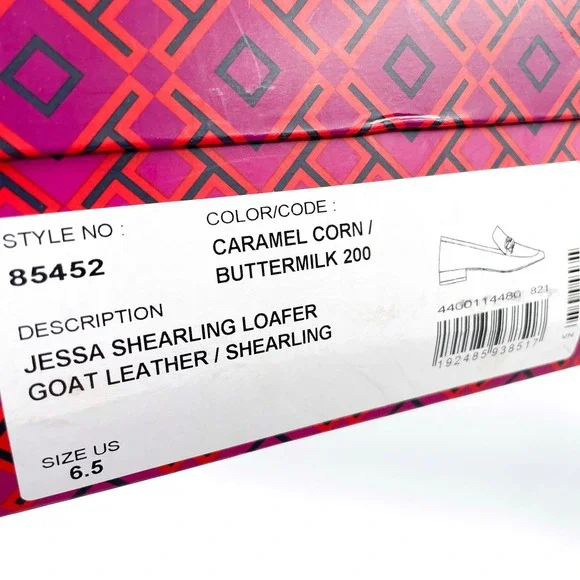 STYLE NO :
85452
COLOR/CODE :
CARAMEL CORN /
BUTTERMILK 200
DESCRIPTION
JESSA SHEARLING LOAFER
GOAT LEATHER / SHEARLING
SIZE US
6.5
4400114480 821
192485938517
VN